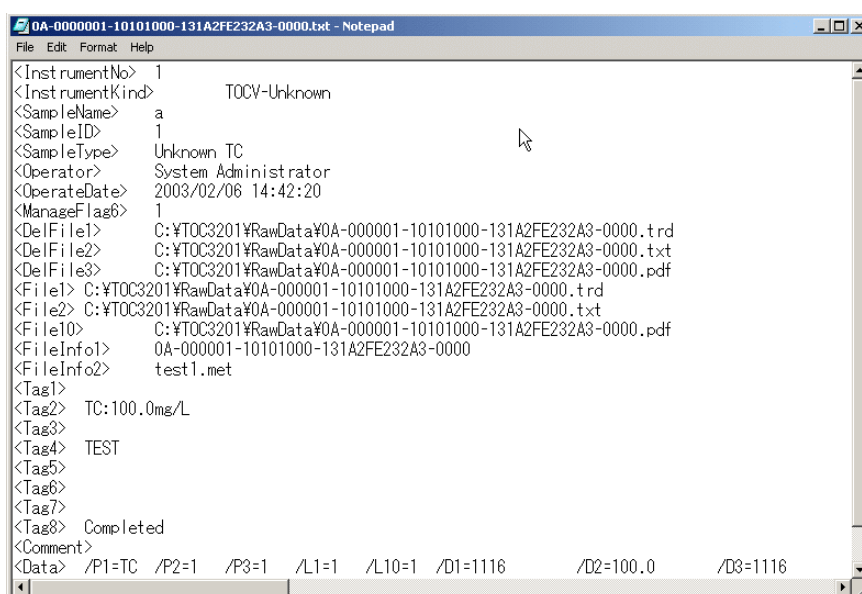 0A-0000001-10101000-131A2FE232A3-0000.txt - Notepad
File Edit Format Help
<InstrumentNo> 1
<InstrumentKind> TOCV-Unknown
<SampleName> a
<SampleID> 1
<SampleType> Unknown TC
<Operator> System Administrator
<OperateDate> 2003/02/06 14:42:20
<ManageFlag6> 1
<DelFile1> C:¥TOC3201¥RawData¥0A-000001-10101000-131A2FE232A3-0000.trd
<DelFile2> C:¥TOC3201¥RawData¥0A-000001-10101000-131A2FE232A3-0000.txt
<DelFile3> C:¥TOC3201¥RawData¥0A-000001-10101000-131A2FE232A3-0000.pdf
<File1> C:¥TOC3201¥RawData¥0A-000001-10101000-131A2FE232A3-0000.trd
<File2> C:¥TOC3201¥RawData¥0A-000001-10101000-131A2FE232A3-0000.txt
<File10> C:¥TOC3201¥RawData¥0A-000001-10101000-131A2FE232A3-0000.pdf
<FileInfo1> 0A-000001-10101000-131A2FE232A3-0000
<FileInfo2> test1.met
<Tag1>
<Tag2> TC:100.0mg/L
<Tag3>
<Tag4> TEST
<Tag5>
<Tag6>
<Tag7>
<Tag8> Completed
<Comment>
<Data> /P1=TC /P2=1 /P3=1 /L1=1 /L10=1 /D1=1116 /D2=100.0 /D3=1116